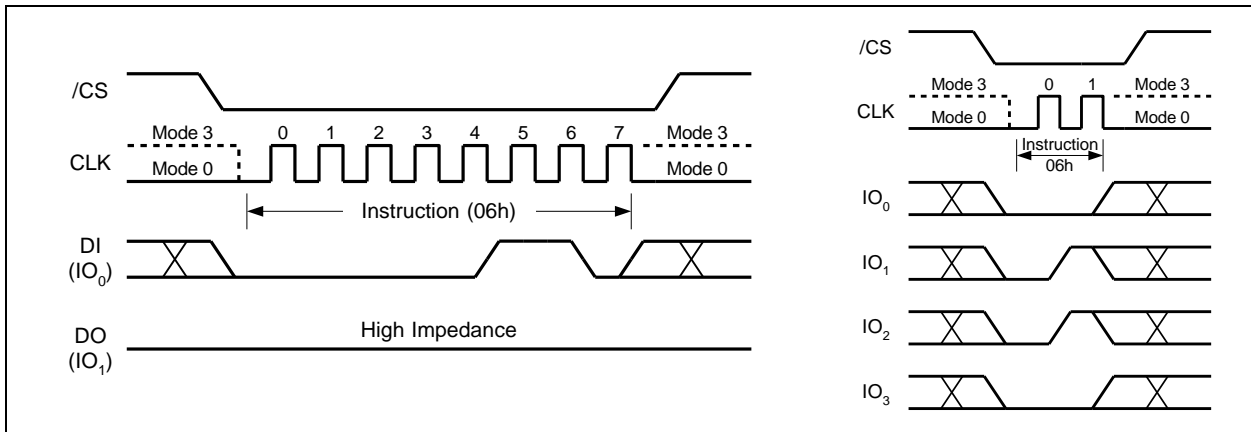 /CS
Mode 3 0 1 2 3 4 5 6 7 Mode 3
CLK Mode 0 Mode 0
Instruction (06h)
DI
(IO0)
High Impedance
DO
(IO1)
/CS
Mode 3 0 1 Mode 3
CLK Mode 0 Mode 0
Instruction
06h
IO0
IO1
IO2
IO3